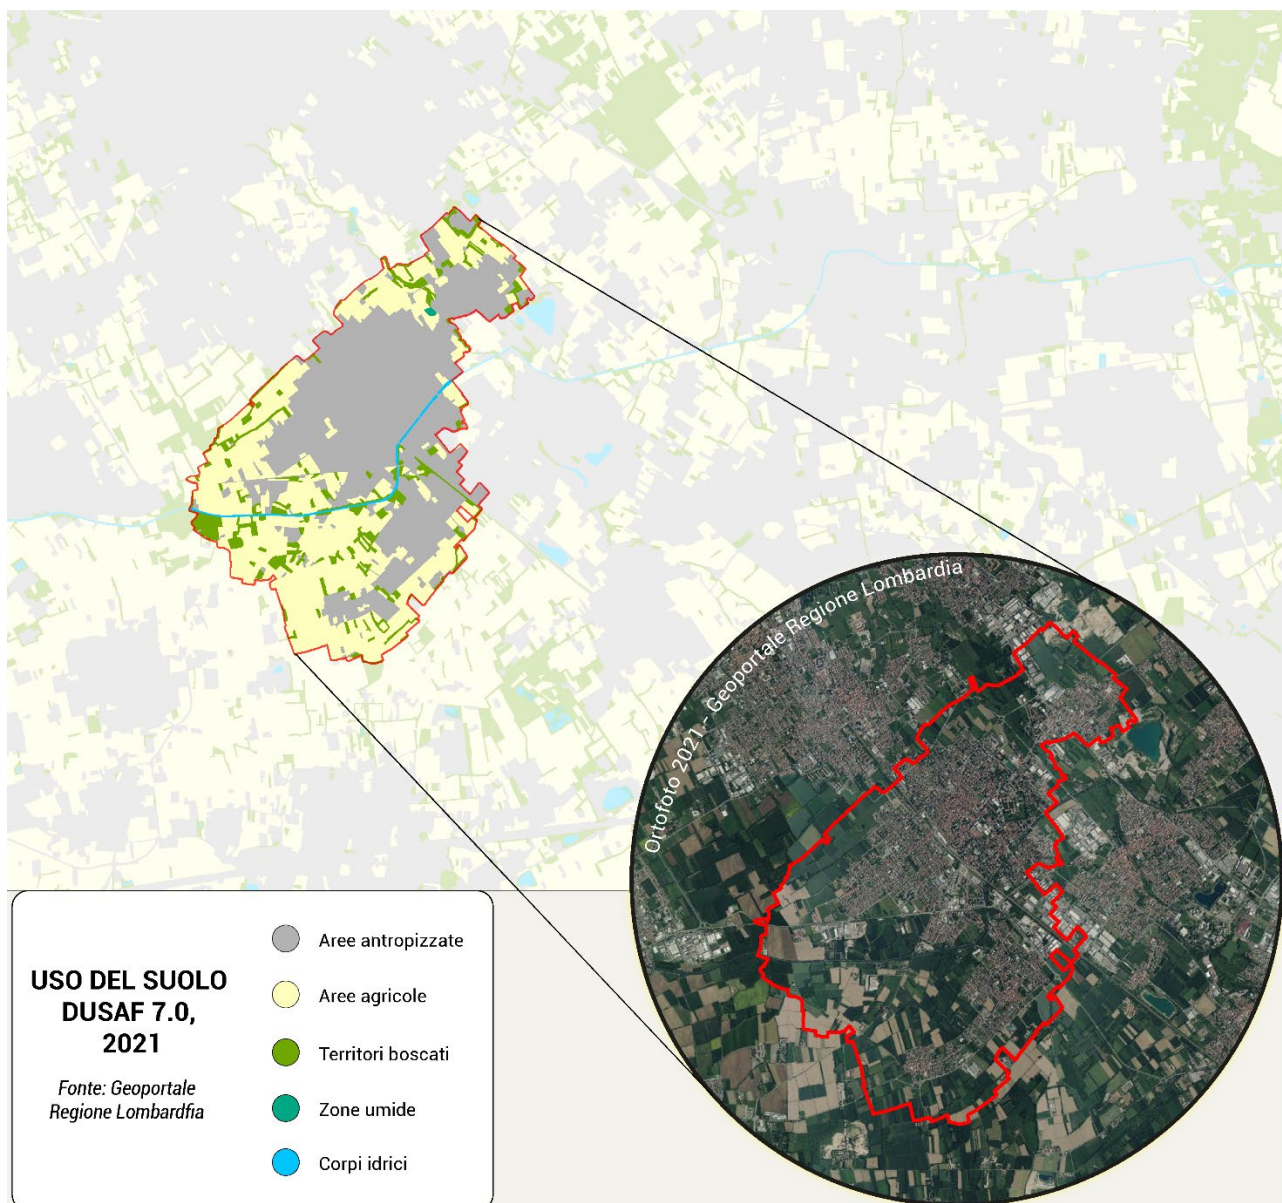 Ortofoto 2021 - Geoportale Regione Lombardia
USO DEL SUOLO
DUSAF 7.0,
2021
Fonte: Geoportale
Regione Lombardfia
Aree antropizzate
Aree agricole
Territori boscati
Zone umide
Corpi idrici